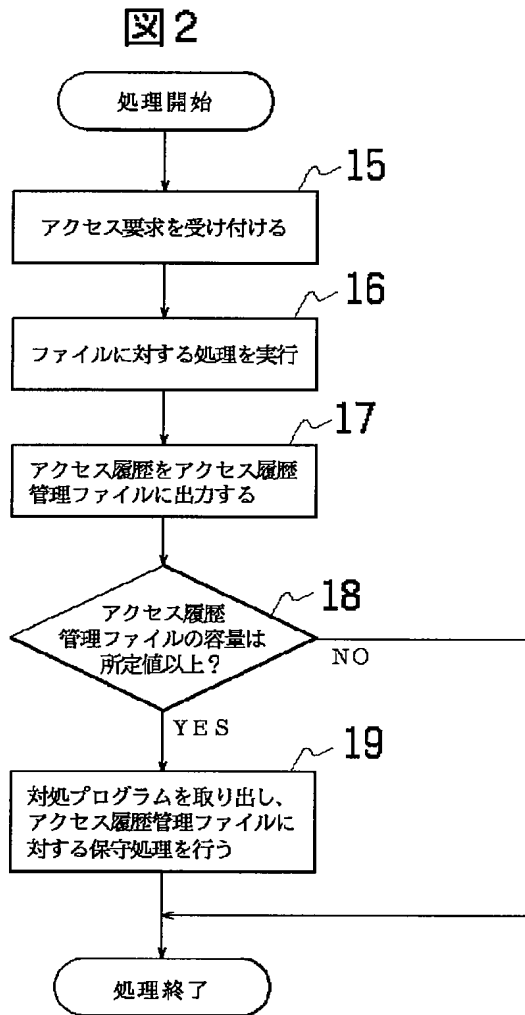 図2
処理開始
15
アクセス要求を受け付ける
16
ファイルに対する処理を実行
17
アクセス履歴をアクセス履歴
管理ファイルに出力する
18
アクセス履歴
管理ファイルの容量は
所定値以上?
NO
YES
19
対処プログラムを取り出し、
アクセス履歴管理ファイルに
対する保守処理を行う
処理終了